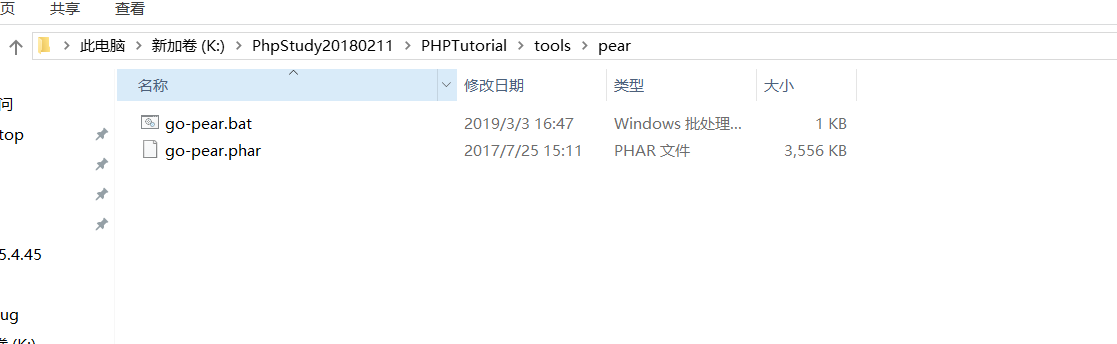 页 共享 查看
此电脑 新加卷 (K:) PhpStudy20180211 PHPTutorial tools pear
名称 修改日期 类型 大小
问
go-pear.bat 2019/3/3 16:47 Windows 批处理... 1 KB
top
go-pear.phar 2017/7/25 15:11 PHAR 文件 3,556 KB
5.4.45
ug
卷 (K:)